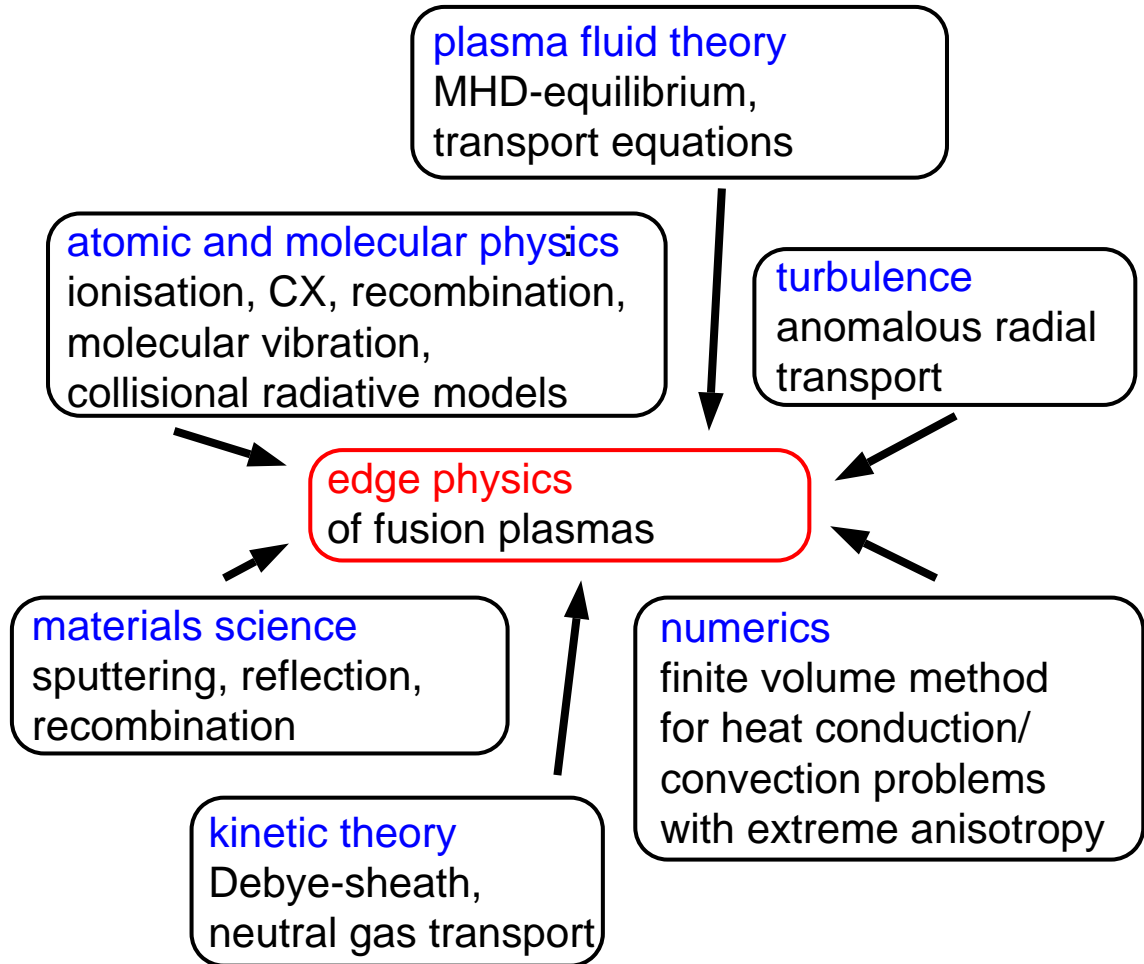 plasma fluid theory
MHD-equilibrium,
transport equations
atomic and molecular physics:
ionisation, CX, recombination,
molecular vibration,
collisional radiative models
turbulence
anomalous radial
transport
edge physics
of fusion plasmas
materials science
sputtering, reflection,
recombination
numerics
finite volume method
for heat conduction/
convection problems
with extreme anisotropy
kinetic theory
Debye-sheath,
neutral gas transport